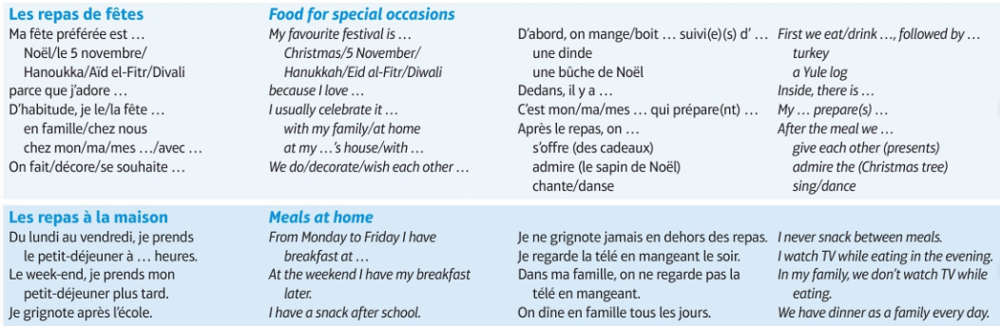 Les repas de fêtes
Ma fête préférée est …
Noël/le 5 novembre/
Hanoukka/Aïd el-Fitr/Divali
parce que j'adore …
D'habitude, je le/la fête …
en famille/chez nous
chez mon/ma/mes …/avec …
On fait/décore/se souhaite …
Food for special occasions
My favourite festival is …
Christmas/5 November/
Hanukkah/Eid al-Fitr/Diwali
because I love …
I usually celebrate it …
with my family/at home
at my …'s house/with …
We do/decorate/wish each other …
D'abord, on mange/boit … suivi(e)(s) d' …
une dinde
une bûche de Noël
Dedans, il y a …
C'est mon/ma/mes … qui prépare(nt) …
Après le repas, on …
s'offre (des cadeaux)
admire (le sapin de Noël)
chante/danse
First we eat/drink …, followed by …
turkey
a Yule log
Inside, there is …
My … prepare(s) …
After the meal we …
give each other (presents)
admire the (Christmas tree)
sing/dance
Les repas à la maison
Du lundi au vendredi, je prends
le petit-déjeuner à … heures.
Le week-end, je prends mon
petit-déjeuner plus tard.
Je grignote après l'école.
Meals at home
From Monday to Friday I have
breakfast at …
At the weekend I have my breakfast
later.
I have a snack after school.
Je ne grignote jamais en dehors des repas.
Je regarde la télé en mangeant le soir.
Dans ma famille, on ne regarde pas la
télé en mangeant.
On dîne en famille tous les jours.
I never snack between meals.
I watch TV while eating in the evening.
In my family, we don't watch TV while
eating.
We have dinner as a family every day.